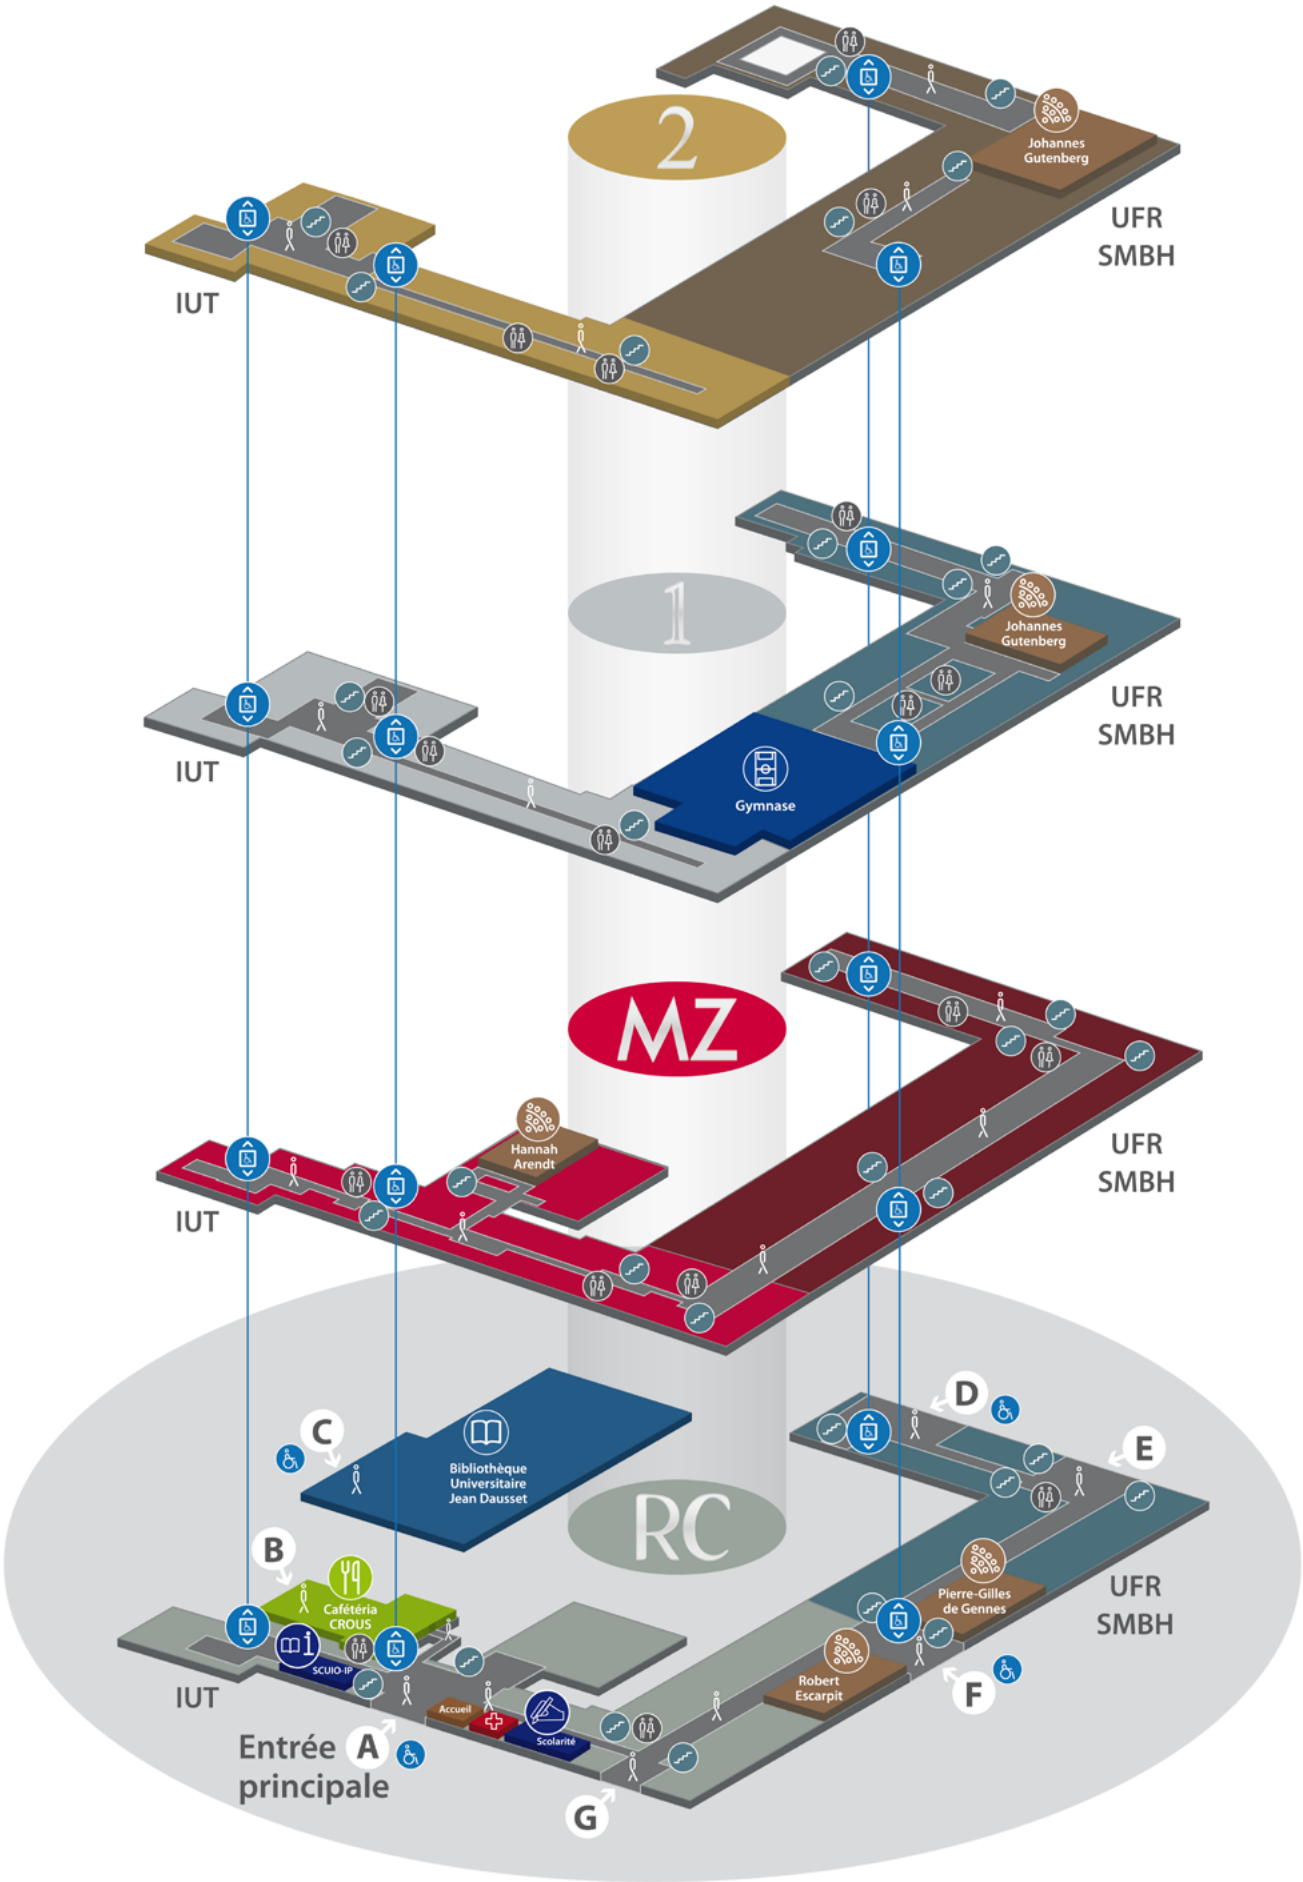 2
Johannes
Gutenberg
UFR
SMBH
IUT
1
Johannes
Gutenberg
UFR
SMBH
IUT
Gymnase
MZ
Hannah
Arendt
UFR
SMBH
IUT
D
C
E
Bibliothèque
Universitaire
Jean Dausset
RC
B
Cafétéria
CROUS
Pierre-Gilles
de Gennes
UFR
SMBH
SCUIO-IP
IUT
Robert
Escarpit
F
Accueil
Scolarité
Entrée A
principale
G